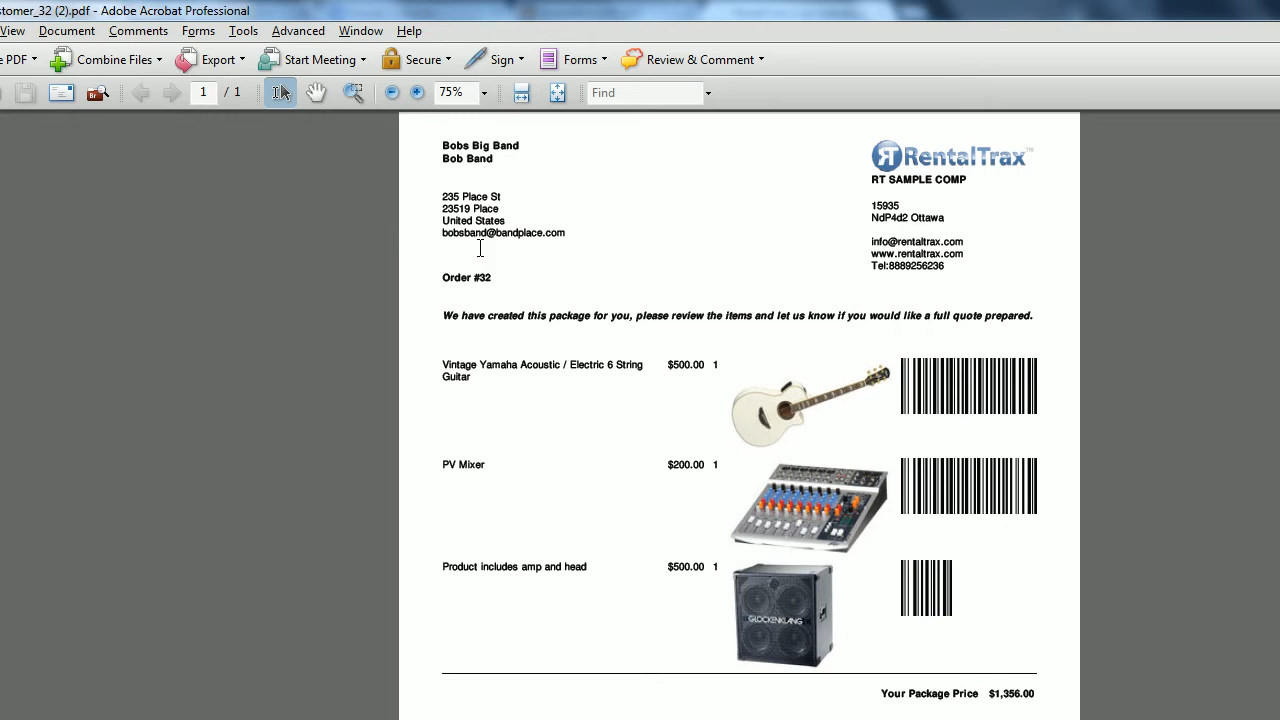 stomer_32 (2).pdf - Adobe Acrobat Professional
View Document Comments Forms Tools Advanced Window Help
e PDF Combine Files Export Start Meeting Secure Sign Forms Review & Comment
1 / 1 75% Find
Bobs Big Band
Bob Band
RentalTrax™
RT SAMPLE COMP
235 Place St
23519 Place
United States
bobsband@bandplace.com
15935
NdP4d2 Ottawa
info@rentaltrax.com
www.rentaltrax.com
Tel:8889256236
Order #32
We have created this package for you, please review the items and let us know if you would like a full quote prepared.
Vintage Yamaha Acoustic / Electric 6 String $500.00 1
Guitar
PV Mixer $200.00 1
Product includes amp and head $500.00 1
GLOCKENKLANG
Your Package Price $1,356.00